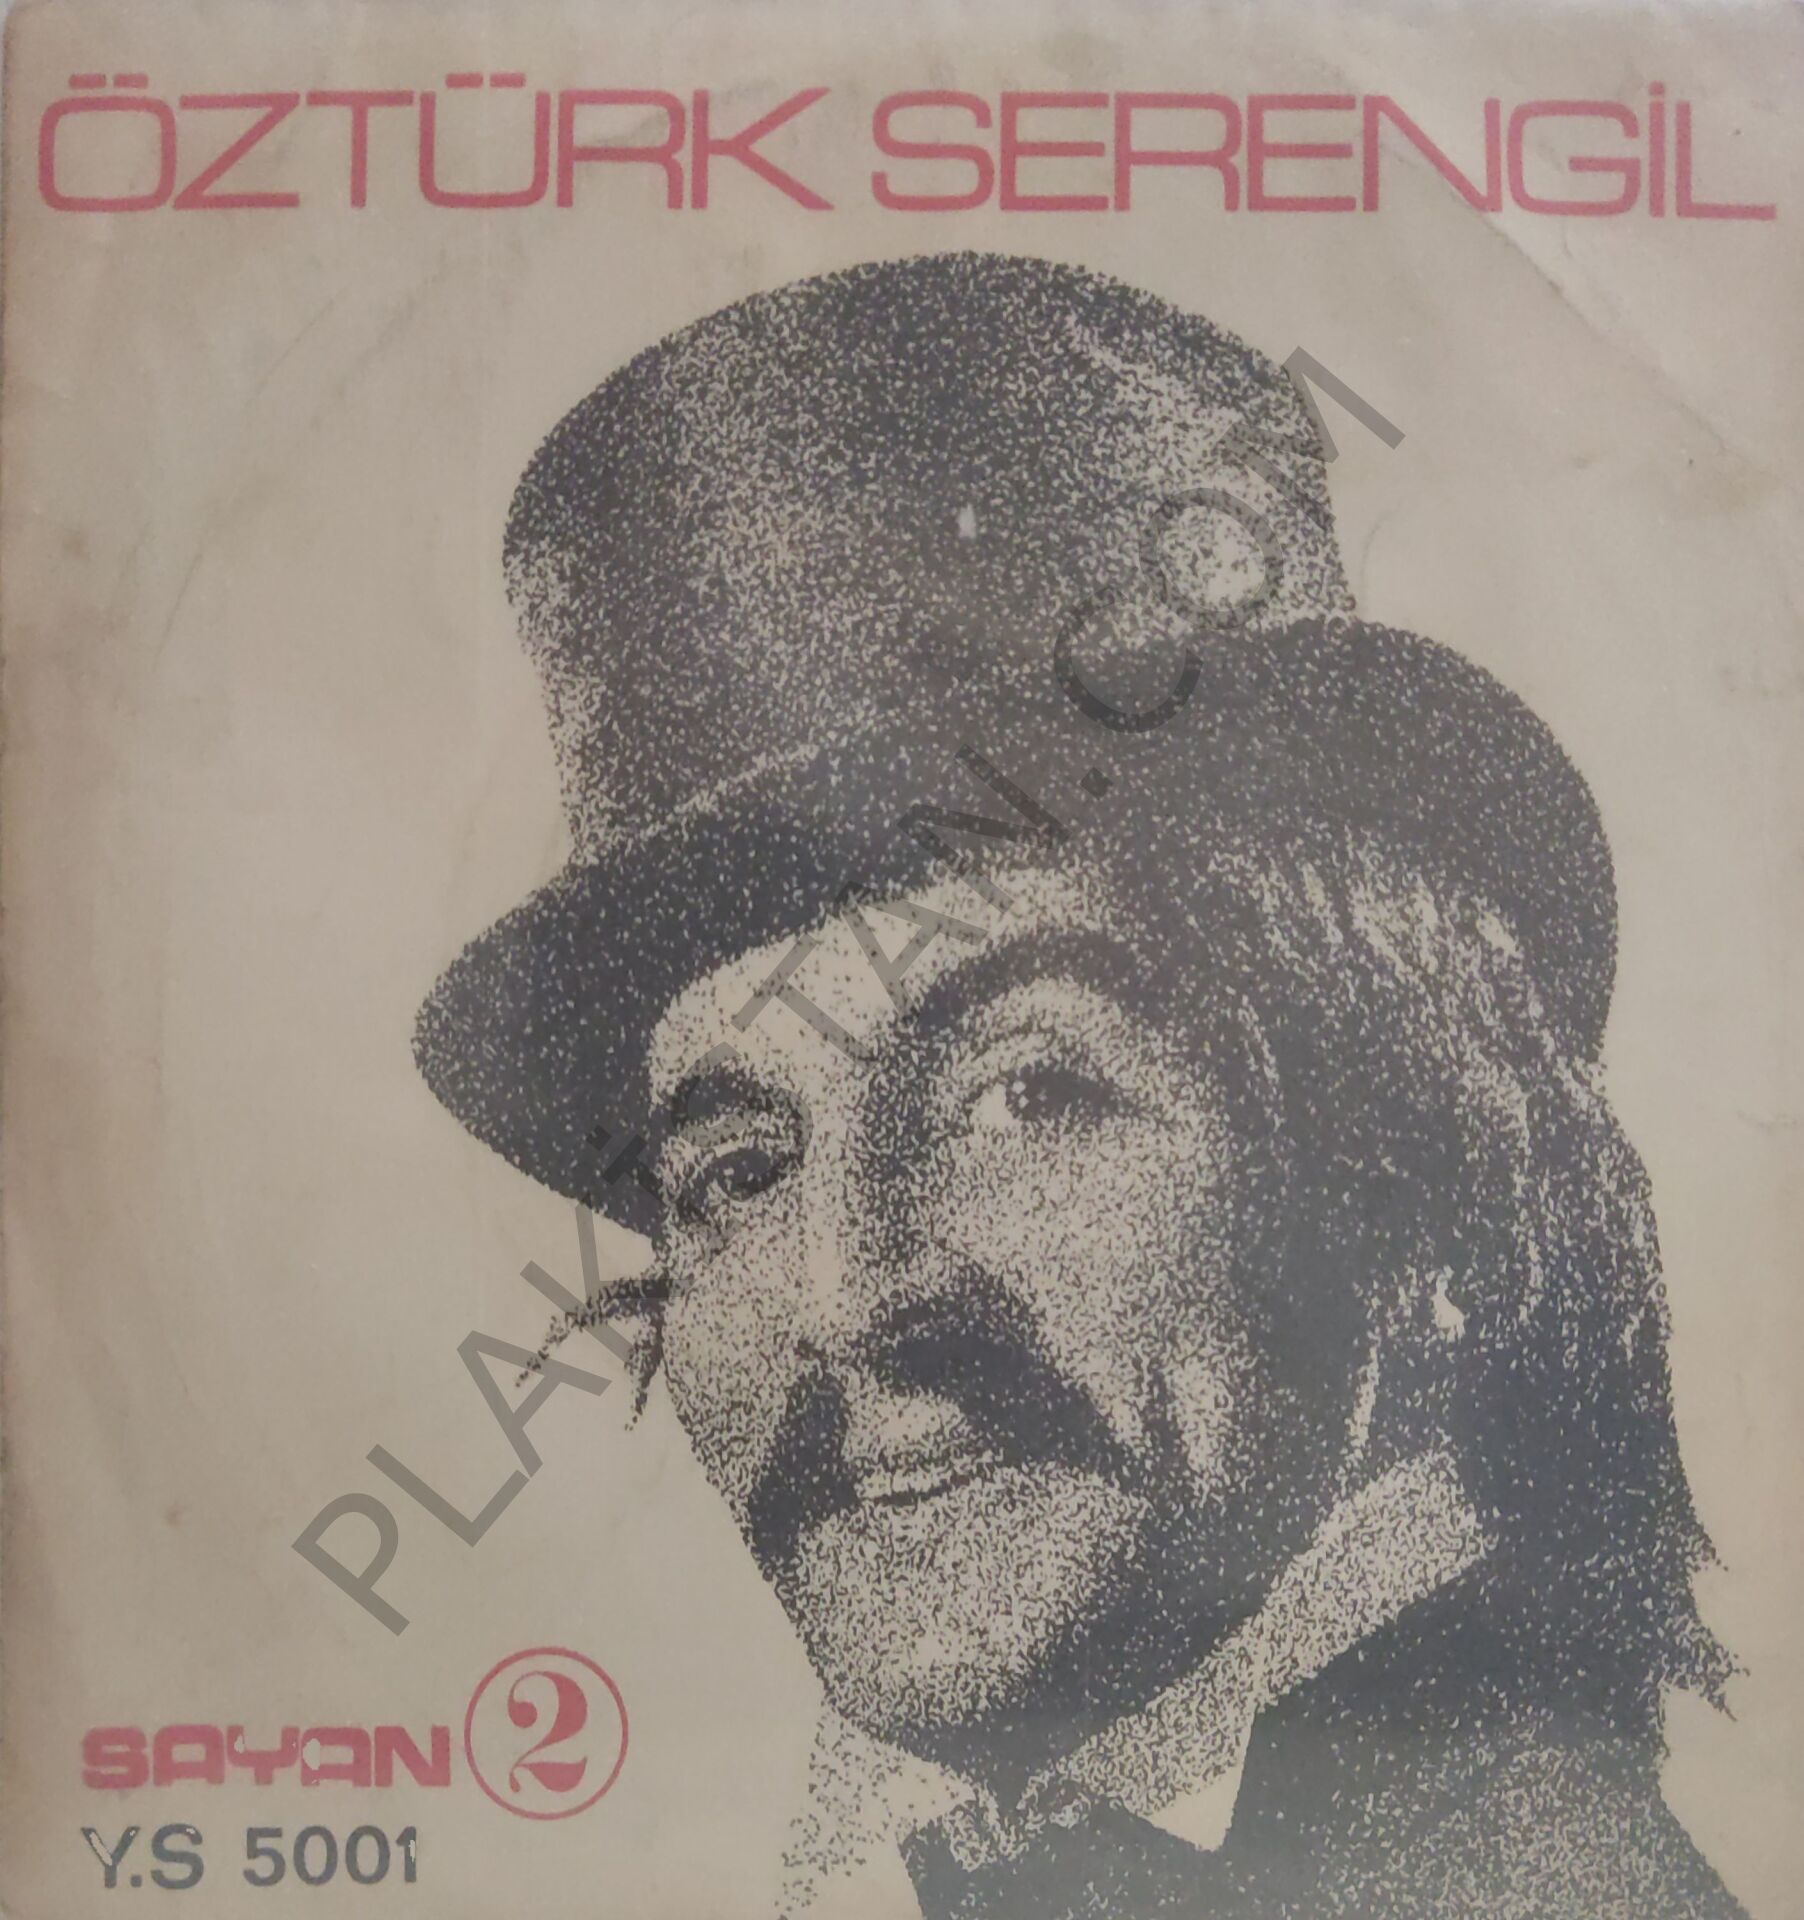 ÖZTÜRK SERENGİL
PLAKİSTAN.COM
SAYAN 2
Y.S 5001